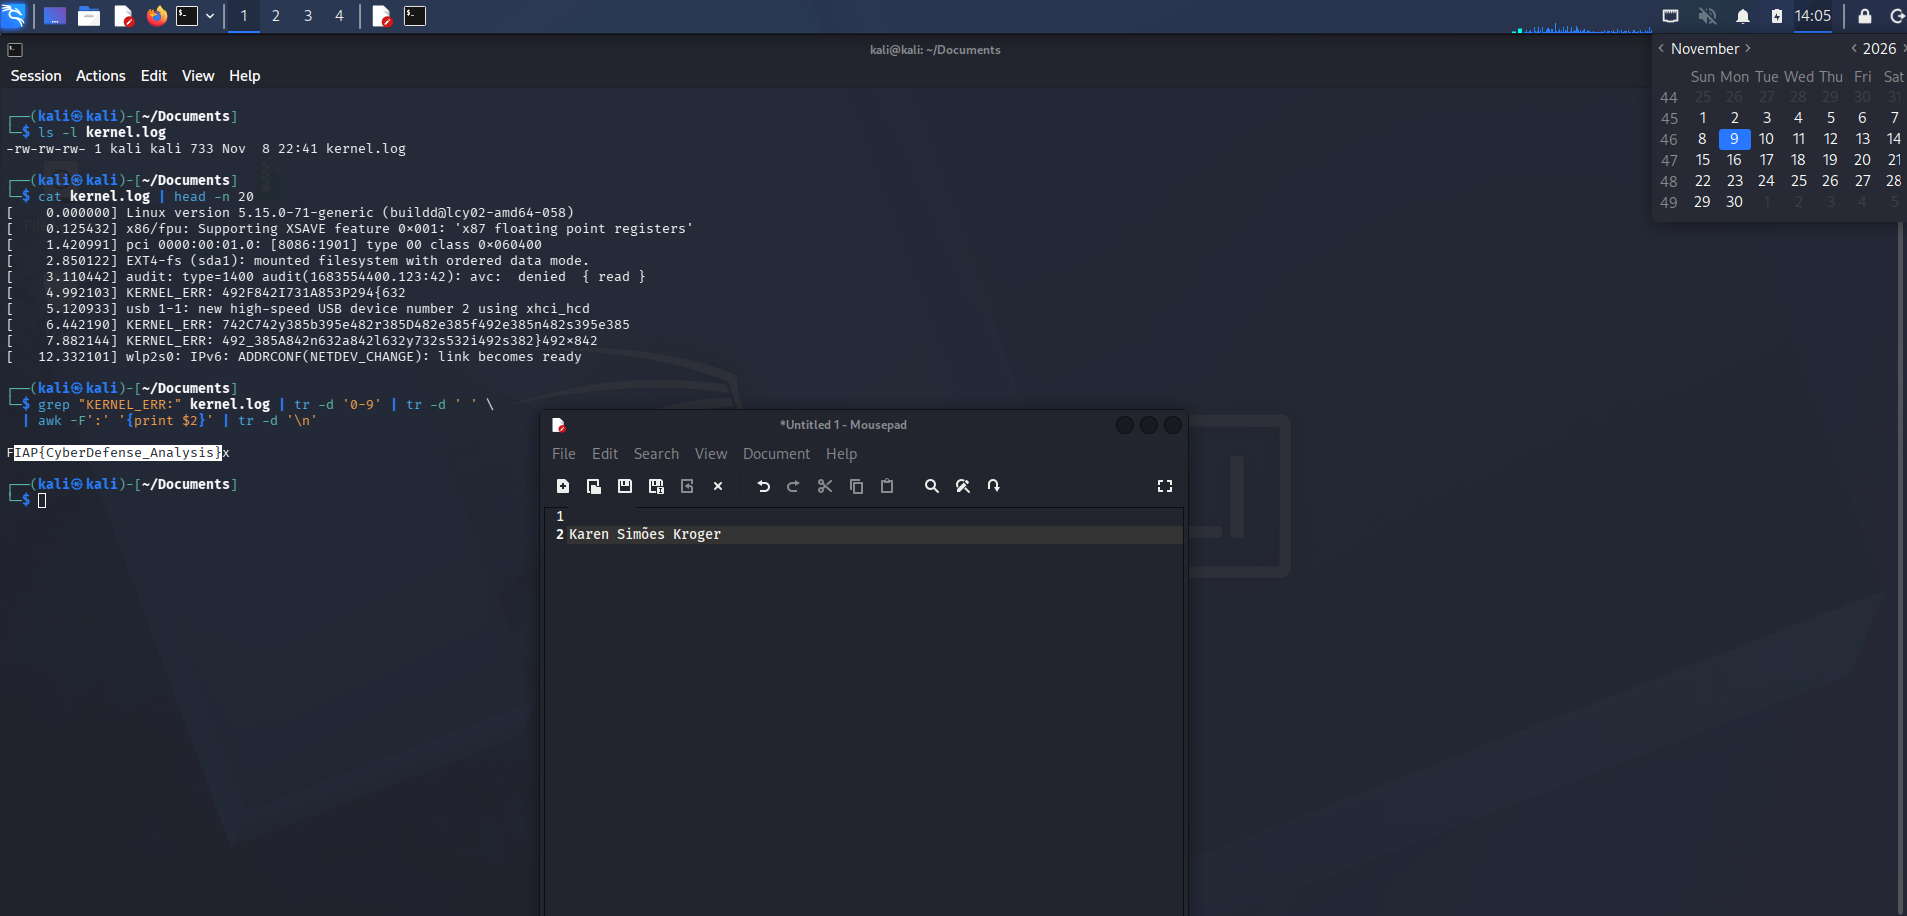 1 2 3 4 14:05
kali@kali: ~/Documents
Session Actions Edit View Help
November 2026
Sun Mon Tue Wed Thu Fri Sat
44 25 26 27 28 29 30 31
45 1 2 3 4 5 6 7
46 8 9 10 11 12 13 14
47 15 16 17 18 19 20 21
48 22 23 24 25 26 27 28
49 29 30 1 2 3 4 5
┌──(kali㉿kali)-[~/Documents]
└─$ ls -l kernel.log
-rw-rw-rw- 1 kali kali 733 Nov  8 22:41 kernel.log
┌──(kali㉿kali)-[~/Documents]
└─$ cat kernel.log | head -n 20
[    0.000000] Linux version 5.15.0-71-generic (buildd@lcy02-amd64-058)
[    0.125432] x86/fpu: Supporting XSAVE feature 0×001: 'x87 floating point registers'
[    1.420991] pci 0000:00:01.0: [8086:1901] type 00 class 0×060400
[    2.850122] EXT4-fs (sda1): mounted filesystem with ordered data mode.
[    3.110442] audit: type=1400 audit(1683554400.123:42): avc:  denied  { read }
[    4.992103] KERNEL_ERR: 492F842I731A853P294{632
[    5.120933] usb 1-1: new high-speed USB device number 2 using xhci_hcd
[    6.442190] KERNEL_ERR: 742C742y385b395e482r385D482e385f492e385n482s395e385
[    7.882144] KERNEL_ERR: 492_385A842n632a842l632y732s532i492s382}492×842
[   12.332101] wlp2s0: IPv6: ADDRCONF(NETDEV_CHANGE): link becomes ready
┌──(kali㉿kali)-[~/Documents]
└─$ grep "KERNEL_ERR:" kernel.log | tr -d '0-9' | tr -d ' ' \
| awk -F':' '{print $2}' | tr -d '\n'
FIAP{CyberDefense_Analysis}x
┌──(kali㉿kali)-[~/Documents]
└─$
*Untitled 1 - Mousepad
File Edit Search View Document Help
1
2 Karen Simões Kroger